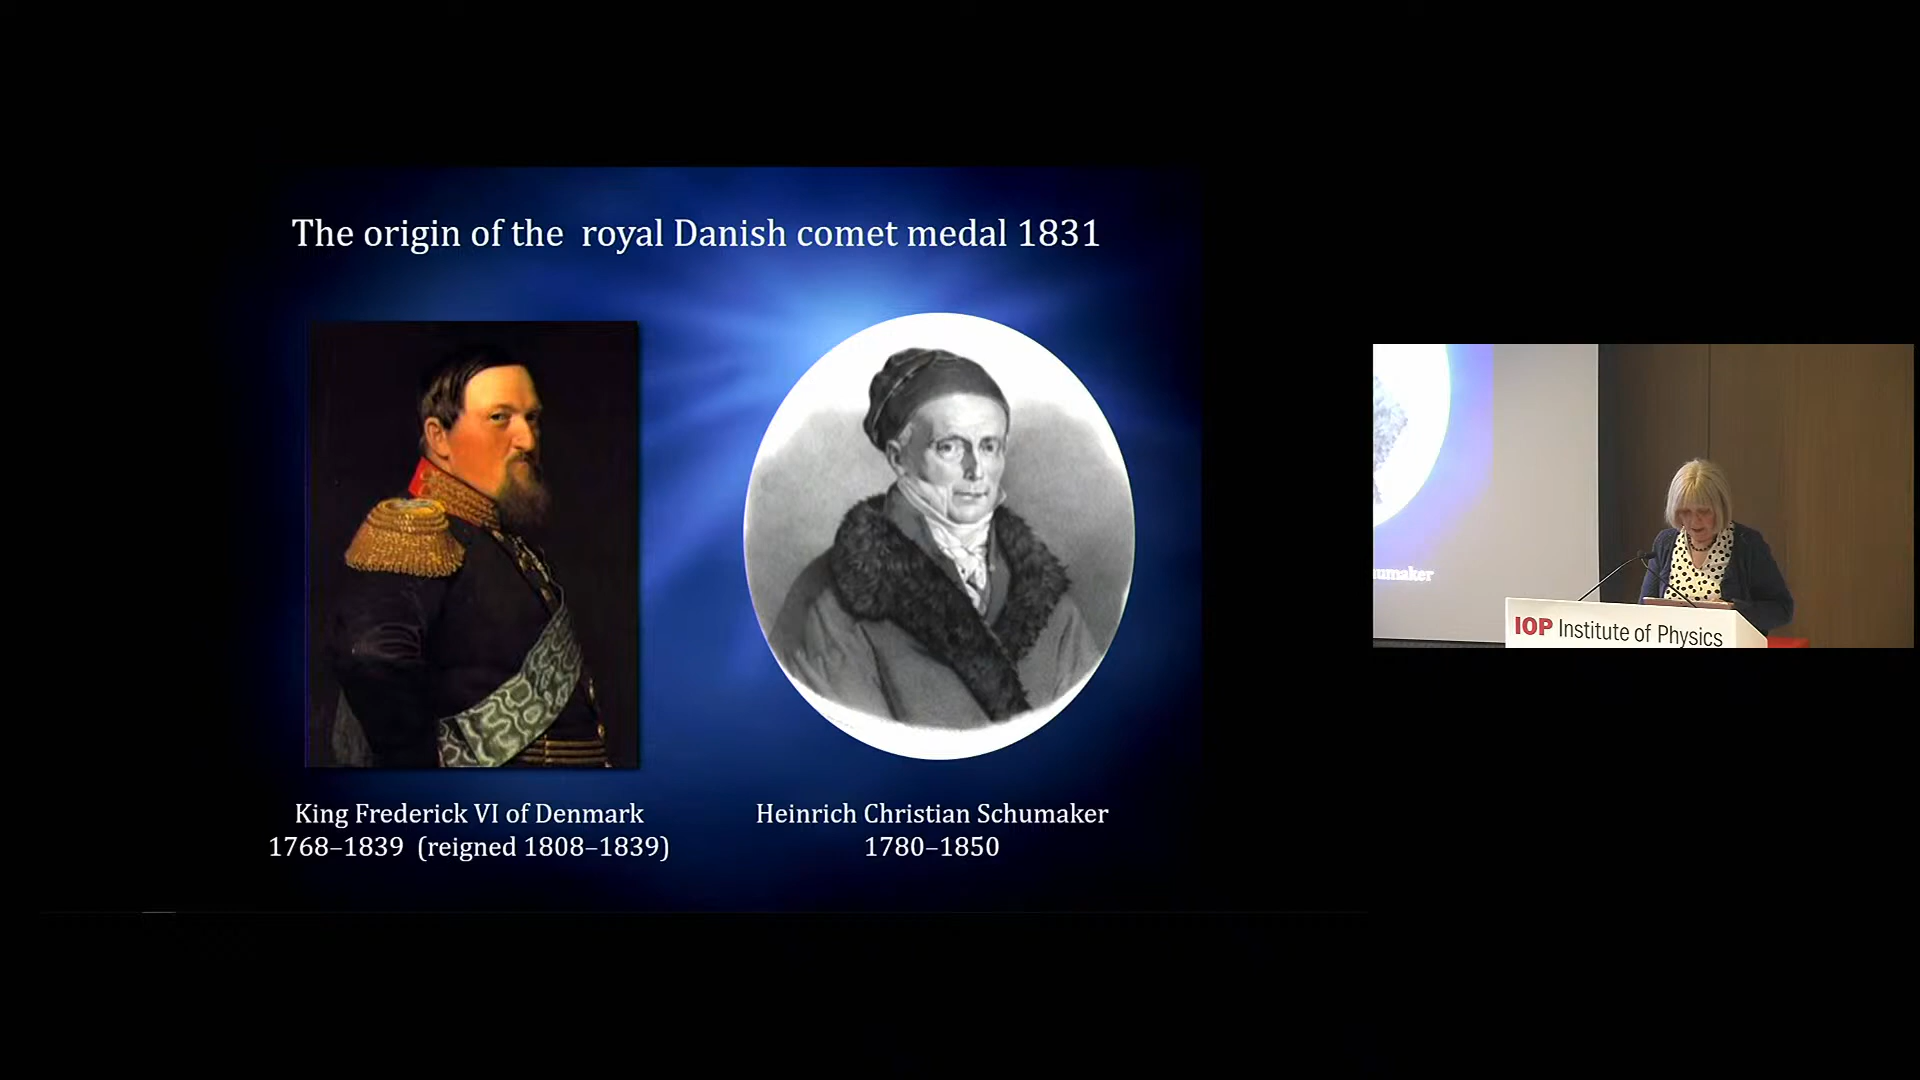 The origin of the royal Danish comet medal 1831
King Frederick VI of Denmark
1768–1839 (reigned 1808–1839)
Heinrich Christian Schumaker
1780–1850
umaker
IOP Institute of Physics